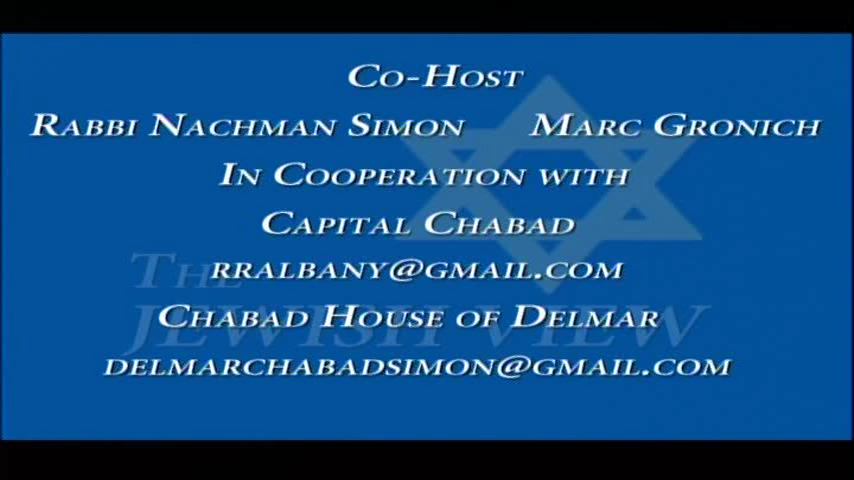 Co-Host
Rabbi Nachman Simon Marc Gronich
In Cooperation with
Capital Chabad
rralbany@gmail.com
Chabad House of Delmar
delmarchabadsimon@gmail.com
The
Jewish View